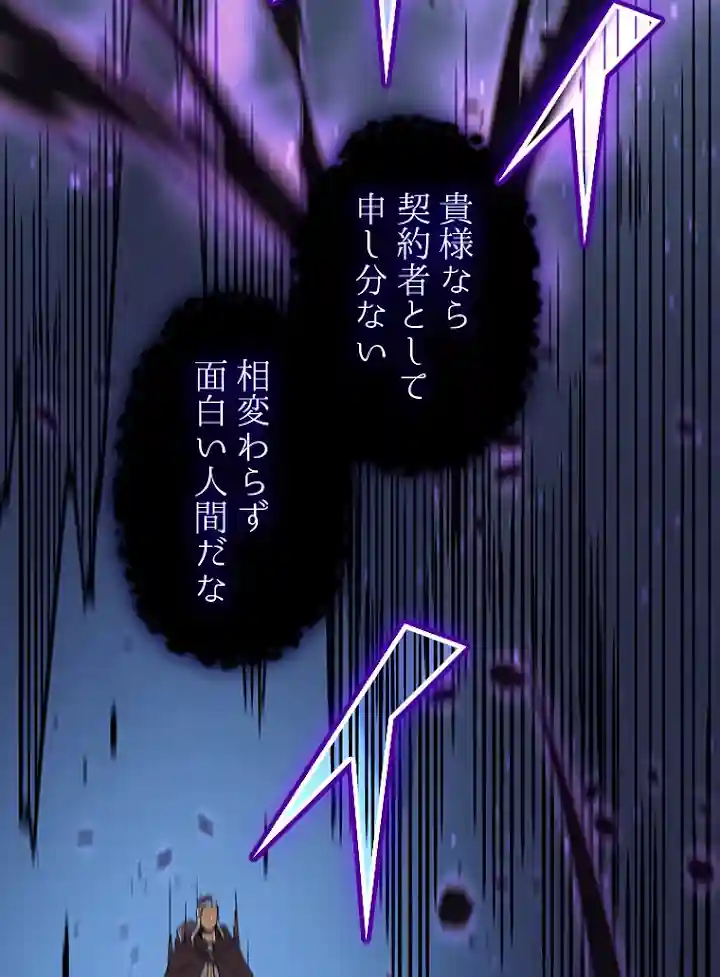 貴様なら
契約者として
申し分ない
相変わらず
面白い人間だな